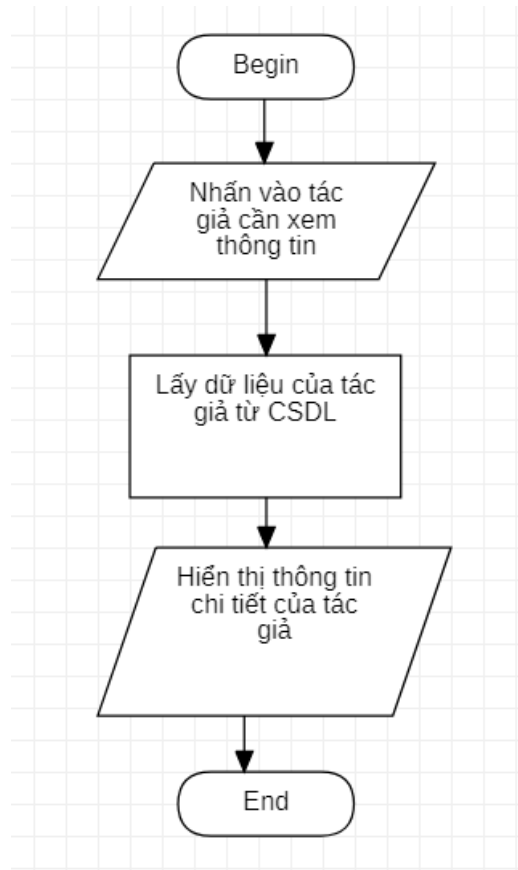 Begin
Nhấn vào tác
giả cần xem
thông tin
Lấy dữ liệu của tác
giả từ CSDL
Hiển thị thông tin
chi tiết của tác
giả
End